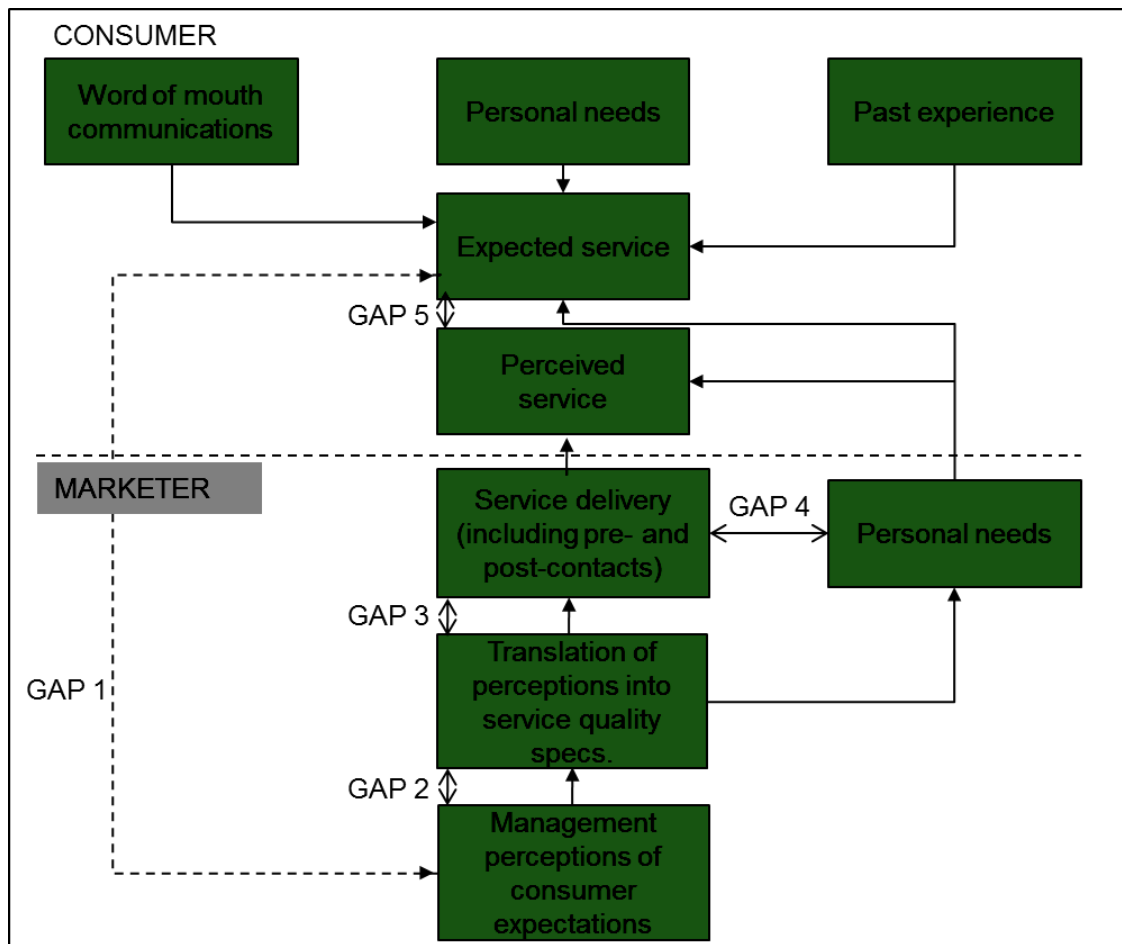 CONSUMER
Word of mouth
communications
Personal needs
Past experience
Expected service
GAP 5
Perceived
service
MARKETER
Service delivery
(including pre- and
post-contacts)
GAP 4
Personal needs
GAP 3
Translation of
perceptions into
service quality
specs.
GAP 1
GAP 2
Management
perceptions of
consumer
expectations